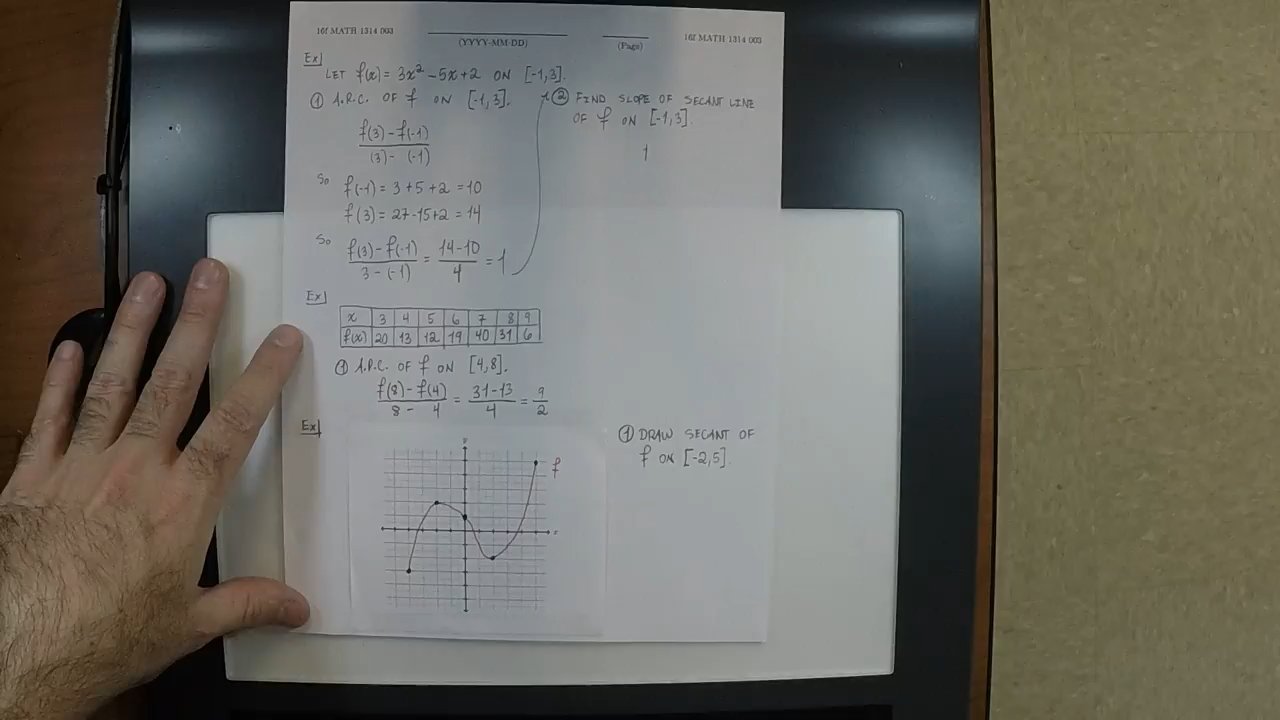 16f MATH 1314 003
(YYYY-MM-DD)
(Page)
16f MATH 1314 003
Ex
LET f(x) = 3x² - 5x + 2 ON [-1,3].
① A.R.C. OF f ON [-1,3].
f(3) - f(-1)
(3) - (-1)
So f(-1) = 3 + 5 + 2 = 10
f(3) = 27 - 15 + 2 = 14
So f(3) - f(-1) / 3 - (-1) = 14 - 10 / 4 = 1
② FIND SLOPE OF SECANT LINE
OF f ON [-1,3].
1
Ex
x 3 4 5 6 7 8 9
f(x) 20 13 12 19 40 31 6
① A.R.C. OF f ON [4,8].
f(8) - f(4) / 8 - 4 = 31 - 13 / 4 = 9 / 2
Ex
f
① DRAW SECANT OF
f ON [-2,5].